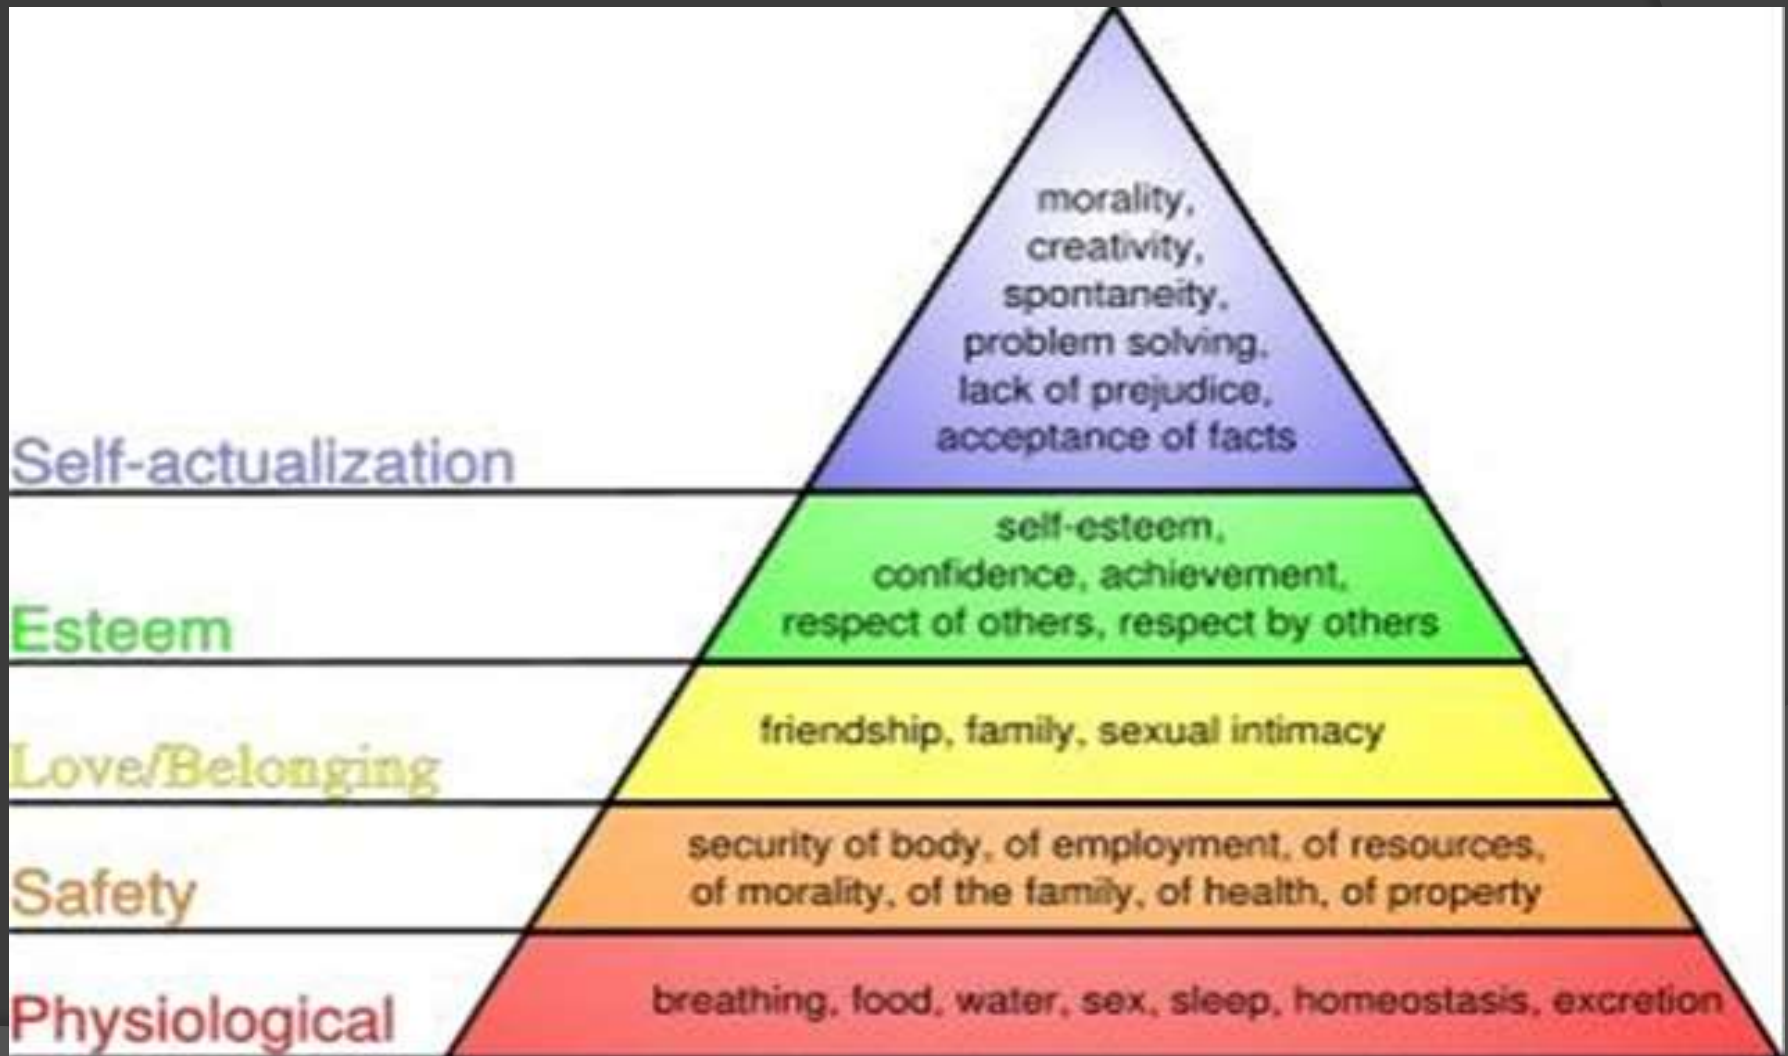 morality,
creativity,
spontaneity,
problem solving,
lack of prejudice,
acceptance of facts
Self-actualization
self-esteem,
confidence, achievement,
respect of others, respect by others
Esteem
friendship, family, sexual intimacy
Love/Belonging
security of body, of employment, of resources,
of morality, of the family, of health, of property
Safety
breathing, food, water, sex, sleep, homeostasis, excretion
Physiological